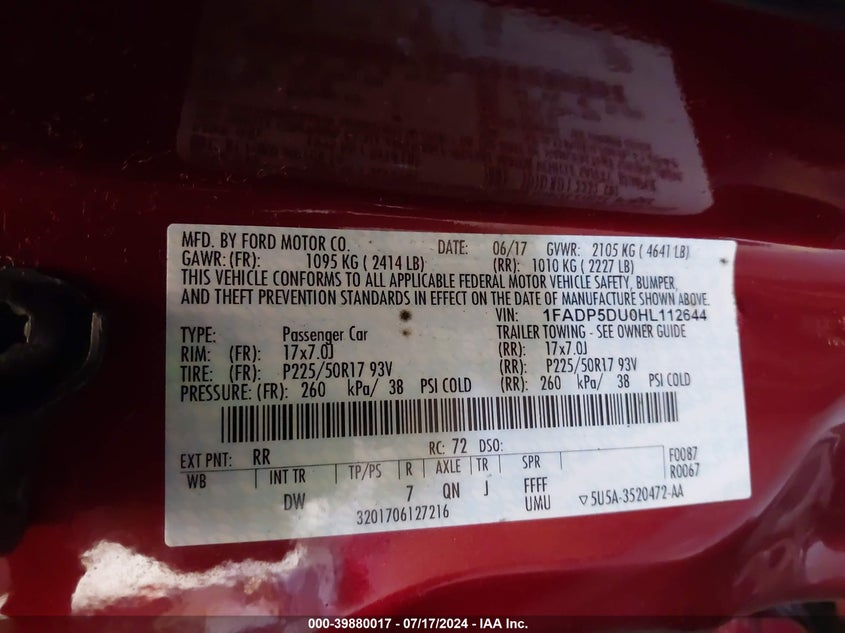 MFD. BY FORD MOTOR CO. DATE: 06/17 GVWR: 2105 KG ( 4641 LB)
GAWR: (FR): 1095 KG ( 2414 LB) (RR): 1010 KG ( 2227 LB)
THIS VEHICLE CONFORMS TO ALL APPLICABLE FEDERAL MOTOR VEHICLE SAFETY, BUMPER,
AND THEFT PREVENTION STANDARDS IN EFFECT ON THE DATE OF MANUFACTURE SHOWN ABOVE.
VIN: 1FADP5DU0HL112644
TYPE: Passenger Car TRAILER TOWING - SEE OWNER GUIDE
RIM: (FR): 17x7.0J (RR): 17x7.0J
TIRE: (FR): P225/50R17 93V (RR): P225/50R17 93V
PRESSURE: (FR): 260 kPa/ 38 PSI COLD (RR): 260 kPa/ 38 PSI COLD
EXT PNT: RR RC: 72 DSO: F0087
WB INT TR TP/PS R AXLE TR SPR R0067
DW 7 QN J FFFF
UMU ▽5U5A-3520472-AA
3201706127216
000-39880017 - 07/17/2024 - IAA Inc.